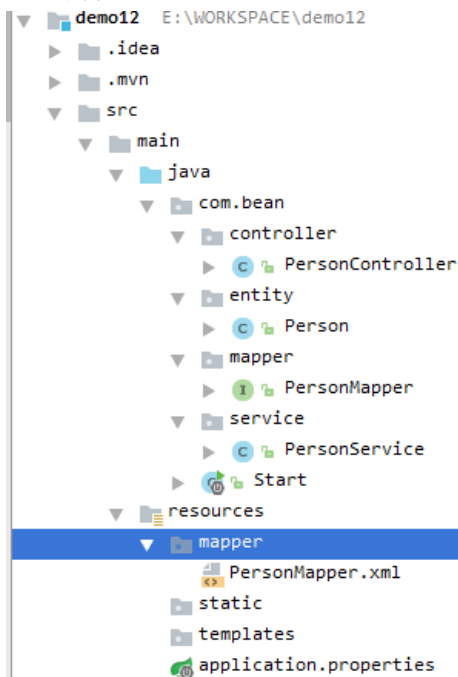 demo12 E:\WORKSPACE\demo12
.idea
.mvn
src
main
java
com.bean
controller
C PersonController
entity
C Person
mapper
I PersonMapper
service
C PersonService
Start
resources
mapper
PersonMapper.xml
static
templates
application.properties